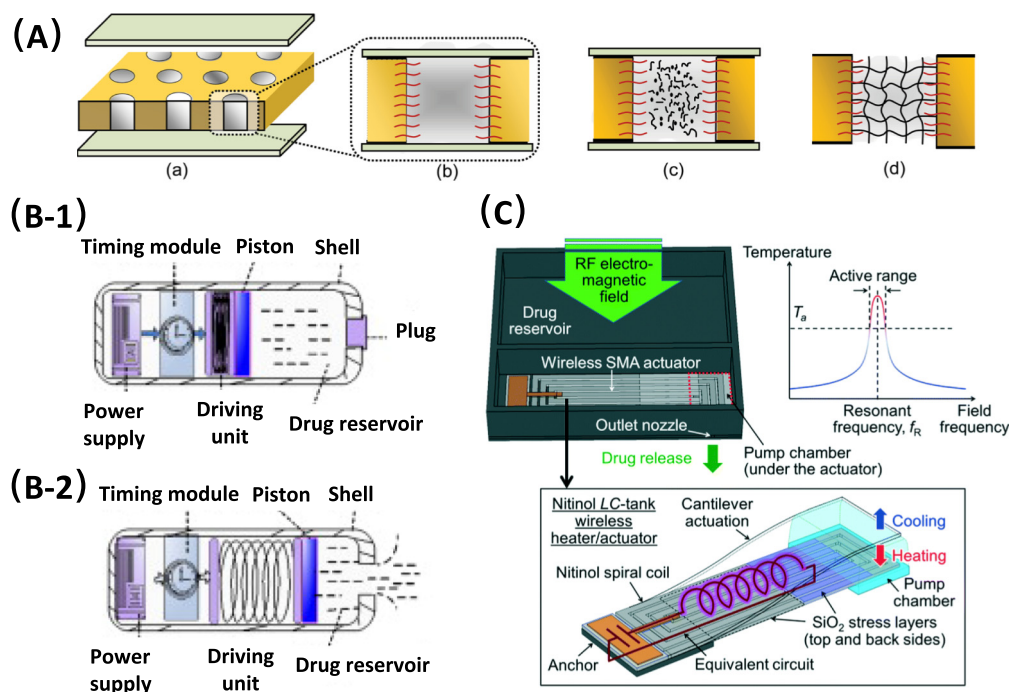 (A)
(a)
(b)
(c)
(d)
(B-1)
Timing module
Piston
Shell
Plug
Power
supply
Driving
unit
Drug reservoir
(B-2)
Timing module
Piston
Shell
Power
supply
Driving
unit
Drug reservoir
(C)
RF electro-
magnetic
field
Drug
reservoir
Wireless SMA actuator
Outlet nozzle
Drug release
Pump chamber
(under the actuator)
Temperature
Active range
Ta
Resonant
frequency, fR
Field
frequency
Nitinol LC-tank
wireless
heater/actuator
Cantilever
actuation
Cooling
Heating
Nitinol spiral coil
Pump
chamber
SiO2 stress layers
(top and back sides)
Anchor
Equivalent circuit